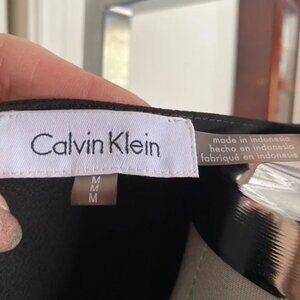 Calvin Klein
M
M
M
made in indonesia
hecho en indonesia
fabriqué en indonésie